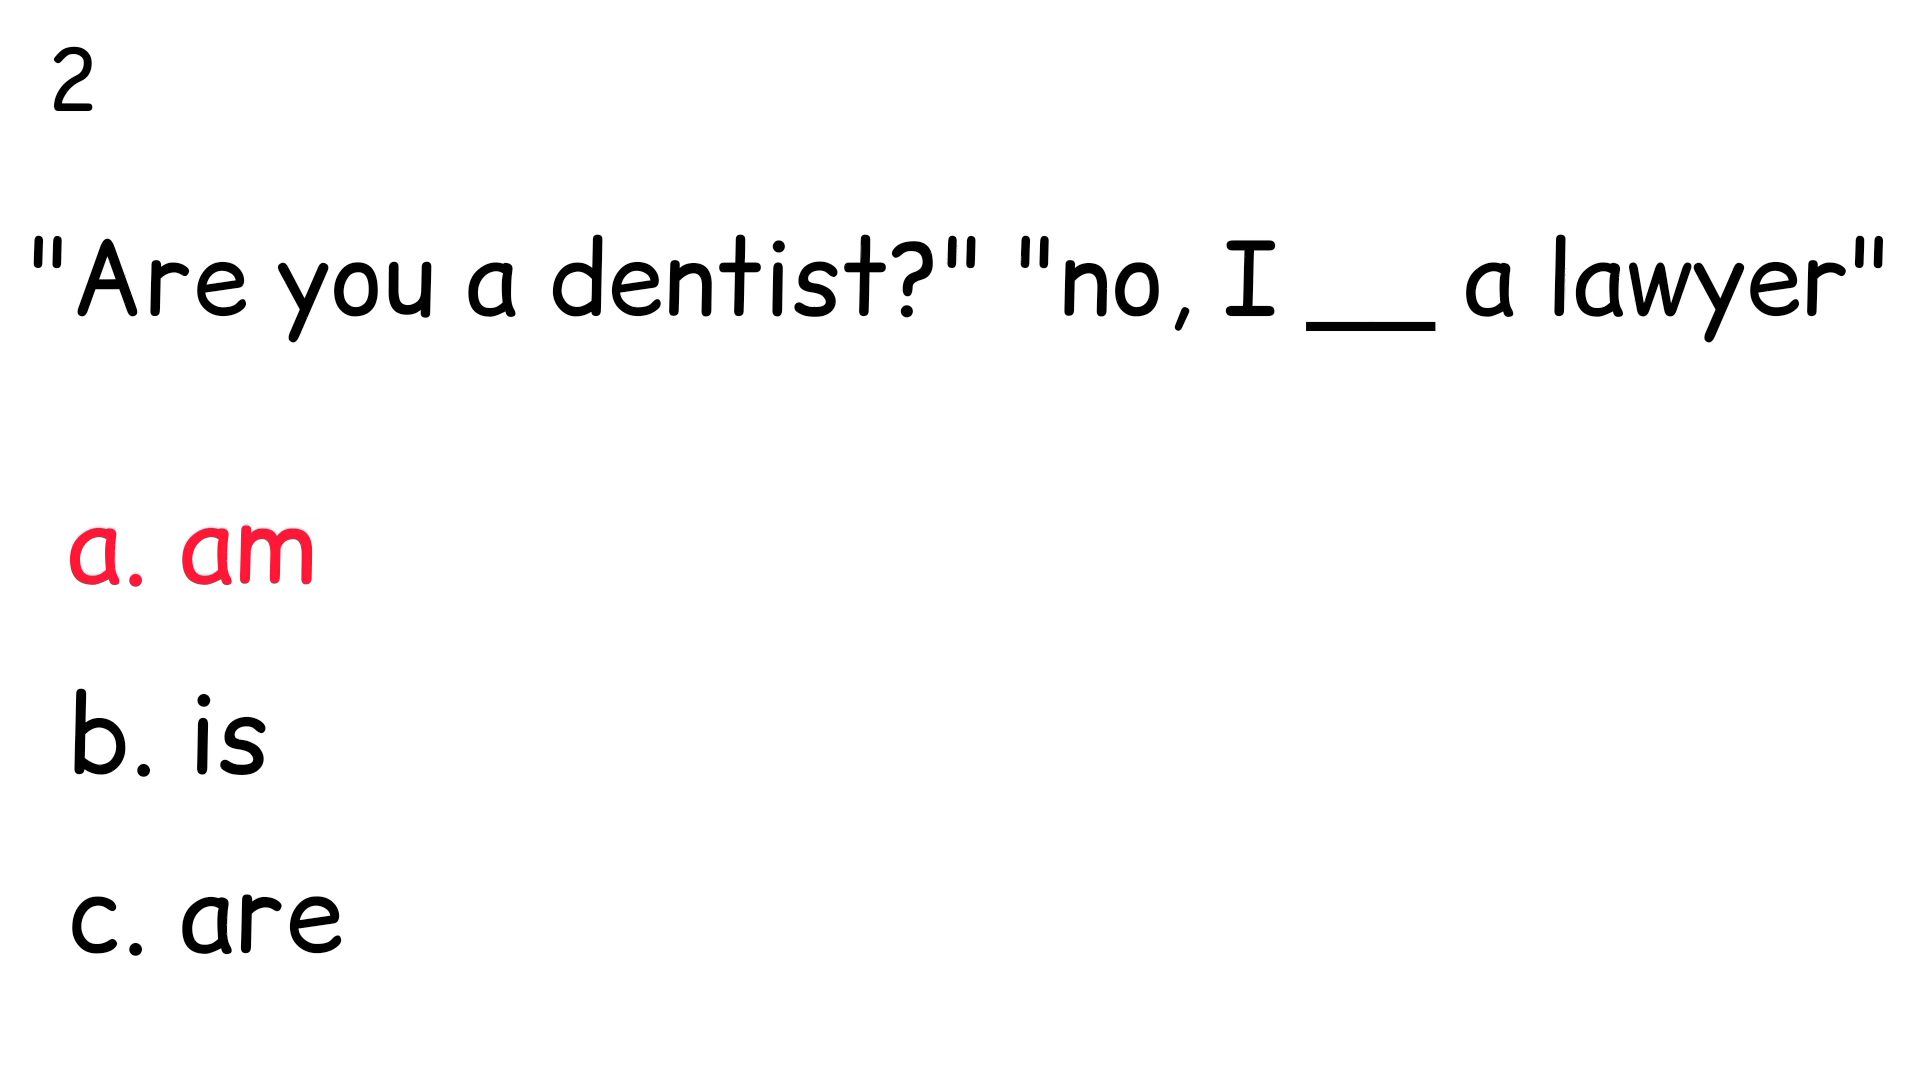 2
"Are you a dentist?" "no, I __ a lawyer"
a. am
b. is
c. are